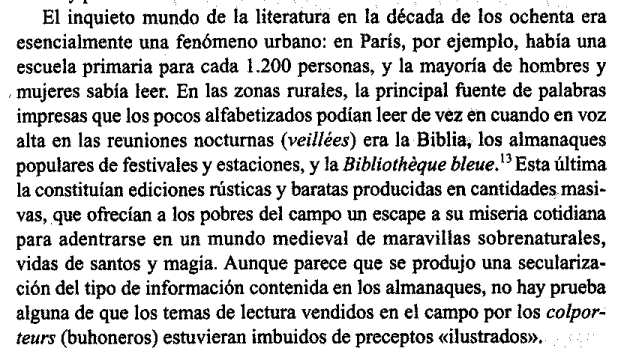 El inquieto mundo de la literatura en la década de los ochenta era
esencialmente una fenómeno urbano: en París, por ejemplo, había una
escuela primaria para cada 1.200 personas, y la mayoría de hombres y
mujeres sabía leer. En las zonas rurales, la principal fuente de palabras
impresas que los pocos alfabetizados podían leer de vez en cuando en voz
alta en las reuniones nocturnas (veillées) era la Biblia, los almanaques
populares de festivales y estaciones, y la Bibliothèque bleue.¹³ Esta última
la constituían ediciones rústicas y baratas producidas en cantidades masi-
vas, que ofrecían a los pobres del campo un escape a su miseria cotidiana
para adentrarse en un mundo medieval de maravillas sobrenaturales,
vidas de santos y magia. Aunque parece que se produjo una seculariza-
ción del tipo de información contenida en los almanaques, no hay prueba
alguna de que los temas de lectura vendidos en el campo por los colpor-
teurs (buhoneros) estuvieran imbuidos de preceptos «ilustrados».